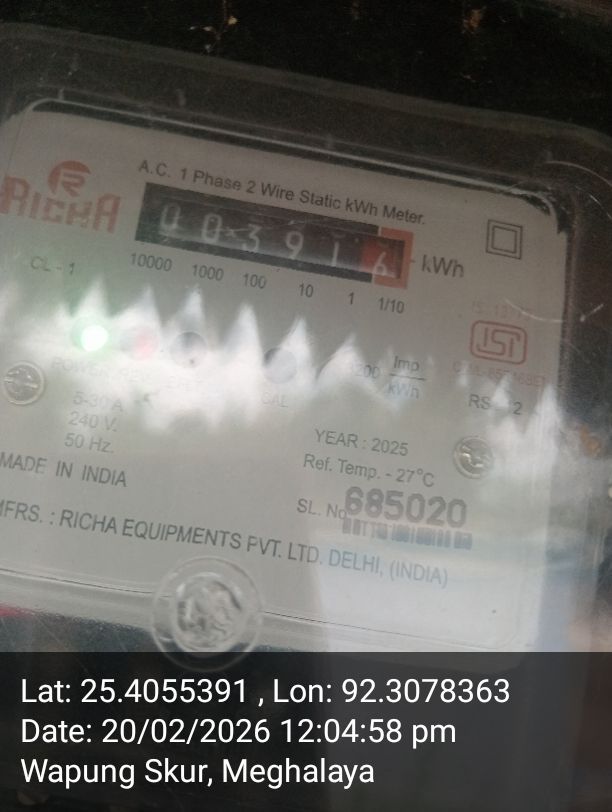 RICHA
A.C. 1 Phase 2 Wire Static kWh Meter.
0 0 3 9 1 6 kWh
10000 1000 100 10 1 1/10
CL - 1
ISI
3200 Imp/kWh
CAL
5-30 A
240 V.
50 Hz.
YEAR : 2025
Ref. Temp. - 27°C
MADE IN INDIA
SL. No 685020
MFRS. : RICHA EQUIPMENTS PVT. LTD. DELHI, (INDIA)
Lat: 25.4055391 , Lon: 92.3078363
Date: 20/02/2026 12:04:58 pm
Wapung Skur, Meghalaya